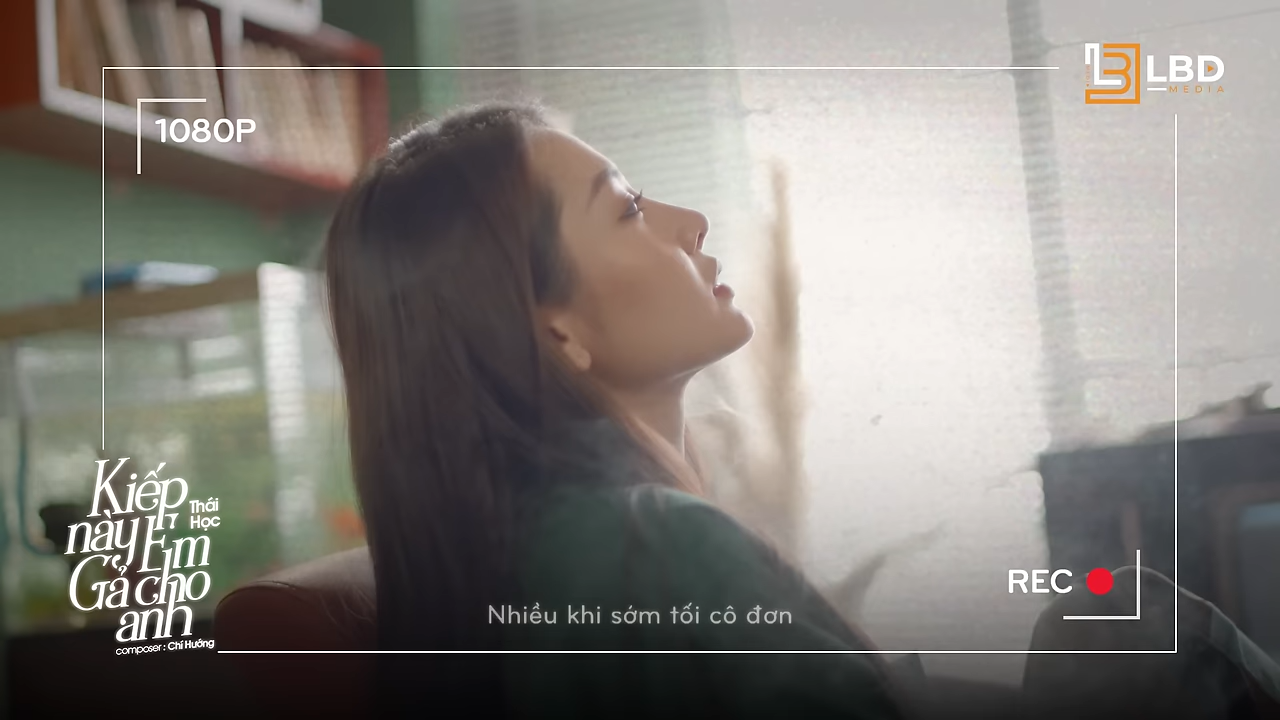 LBD
MEDIA
1080P
Kiếp
này Em
Gả cho
anh
Thái
Học
composer : Chí Hướng
REC
Nhiều khi sớm tối cô đơn